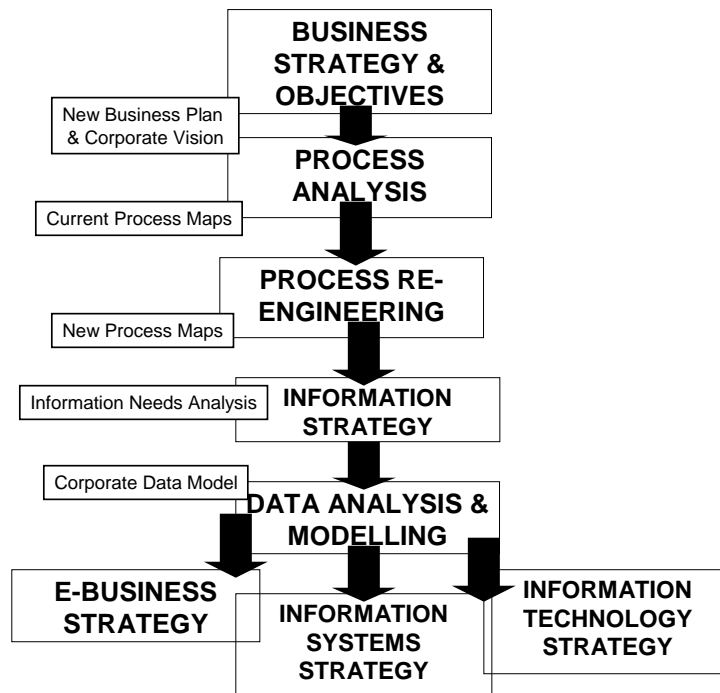 BUSINESS
STRATEGY &
OBJECTIVES
New Business Plan
& Corporate Vision
PROCESS
ANALYSIS
Current Process Maps
PROCESS RE-
ENGINEERING
New Process Maps
Information Needs Analysis
INFORMATION
STRATEGY
Corporate Data Model
DATA ANALYSIS &
MODELLING
E-BUSINESS
STRATEGY
INFORMATION
SYSTEMS
STRATEGY
INFORMATION
TECHNOLOGY
STRATEGY